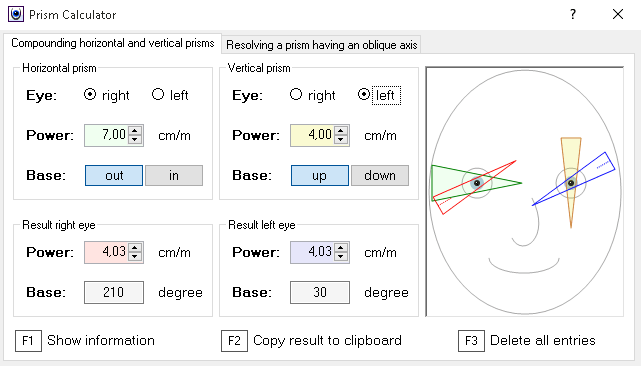 Prism Calculator ?
Compounding horizontal and vertical prisms Resolving a prism having an oblique axis
Horizontal prism Vertical prism
Eye: right left Eye: right left
Power: 7,00 cm/m Power: 4,00 cm/m
Base: out in Base: up down
Result right eye Result left eye
Power: 4,03 cm/m Power: 4,03 cm/m
Base: 210 degree Base: 30 degree
F1 Show information F2 Copy result to clipboard F3 Delete all entries